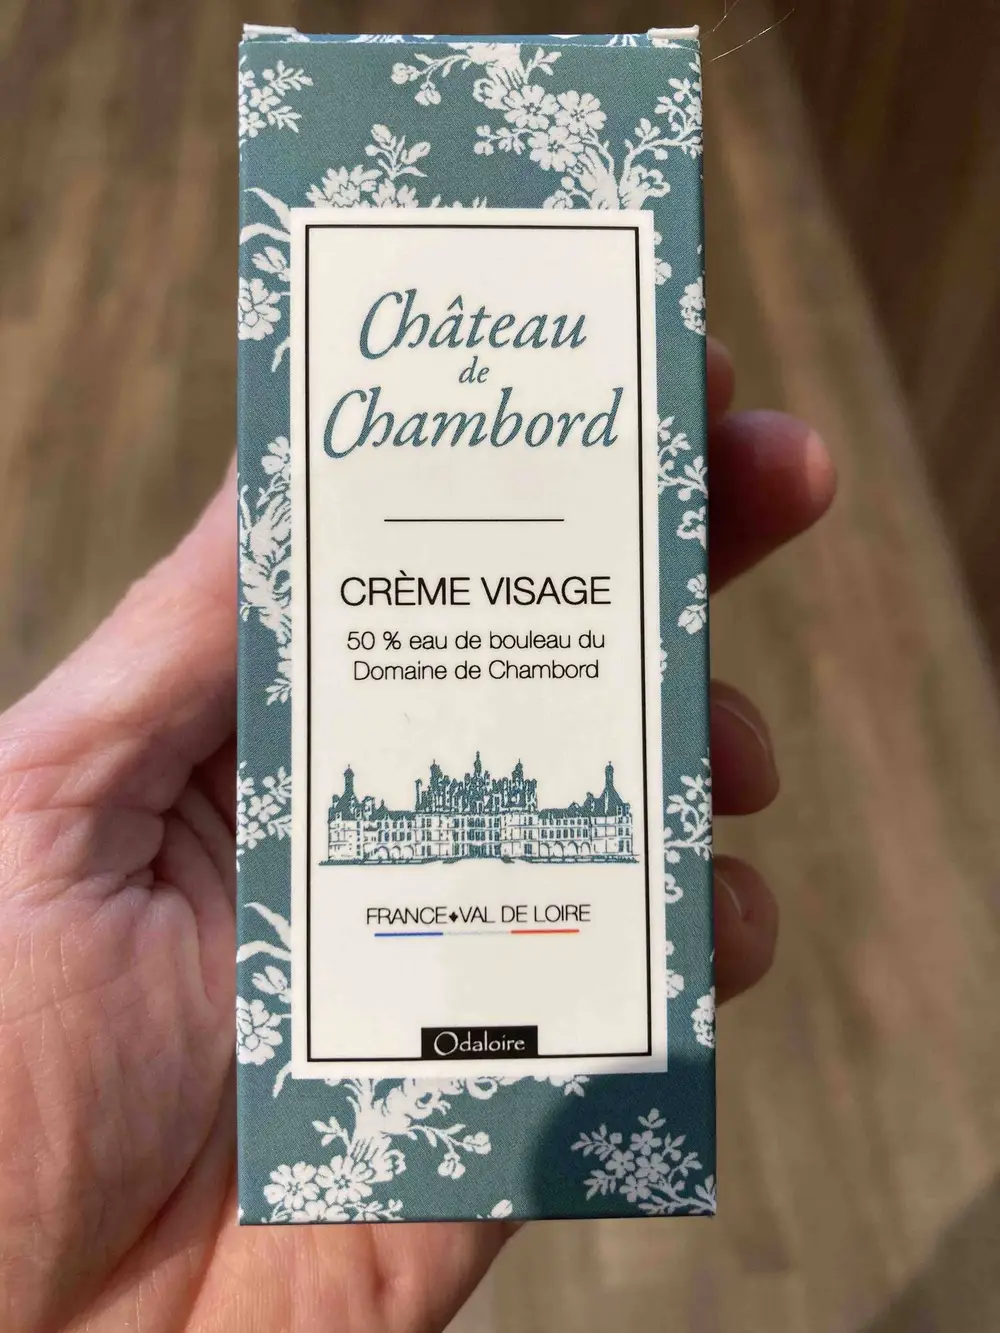 Château
de
Chambord
CRÈME VISAGE
50 % eau de bouleau du
Domaine de Chambord
FRANCE♦VAL DE LOIRE
Odaloire